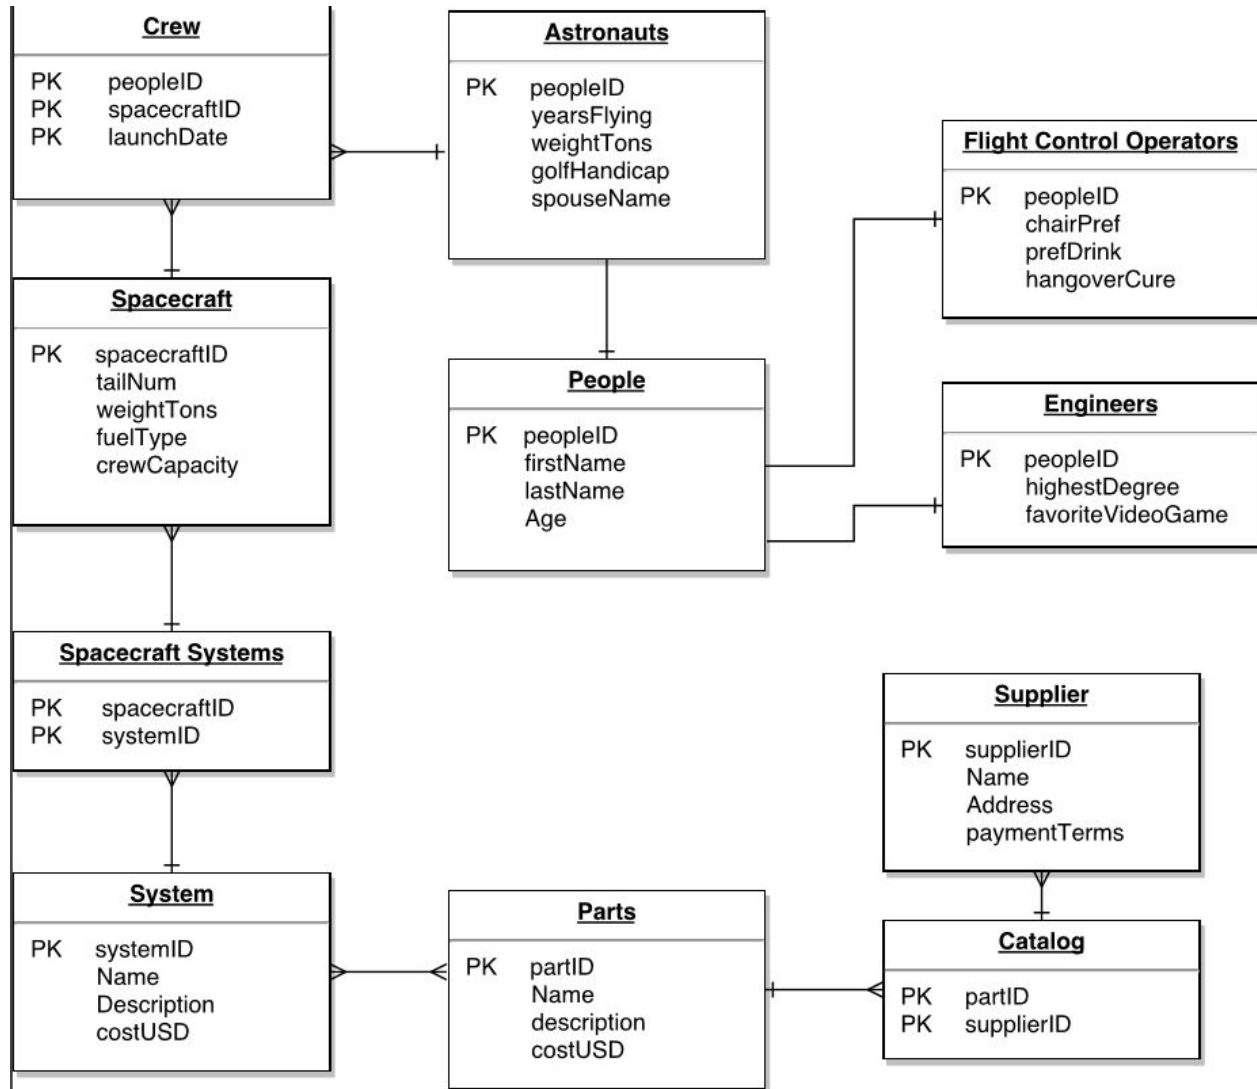 Crew
PK peopleID
PK spacecraftID
PK launchDate
Astronauts
PK peopleID
yearsFlying
weightTons
golfHandicap
spouseName
Flight Control Operators
PK peopleID
chairPref
prefDrink
hangoverCure
Spacecraft
PK spacecraftID
tailNum
weightTons
fuelType
crewCapacity
People
PK peopleID
firstName
lastName
Age
Engineers
PK peopleID
highestDegree
favoriteVideoGame
Spacecraft Systems
PK spacecraftID
PK systemID
Supplier
PK supplierID
Name
Address
paymentTerms
System
PK systemID
Name
Description
costUSD
Parts
PK partID
Name
description
costUSD
Catalog
PK partID
PK supplierID